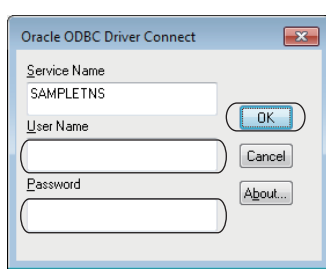 Oracle ODBC Driver Connect
Service Name
SAMPLETNS
OK
User Name
Cancel
Password
About...